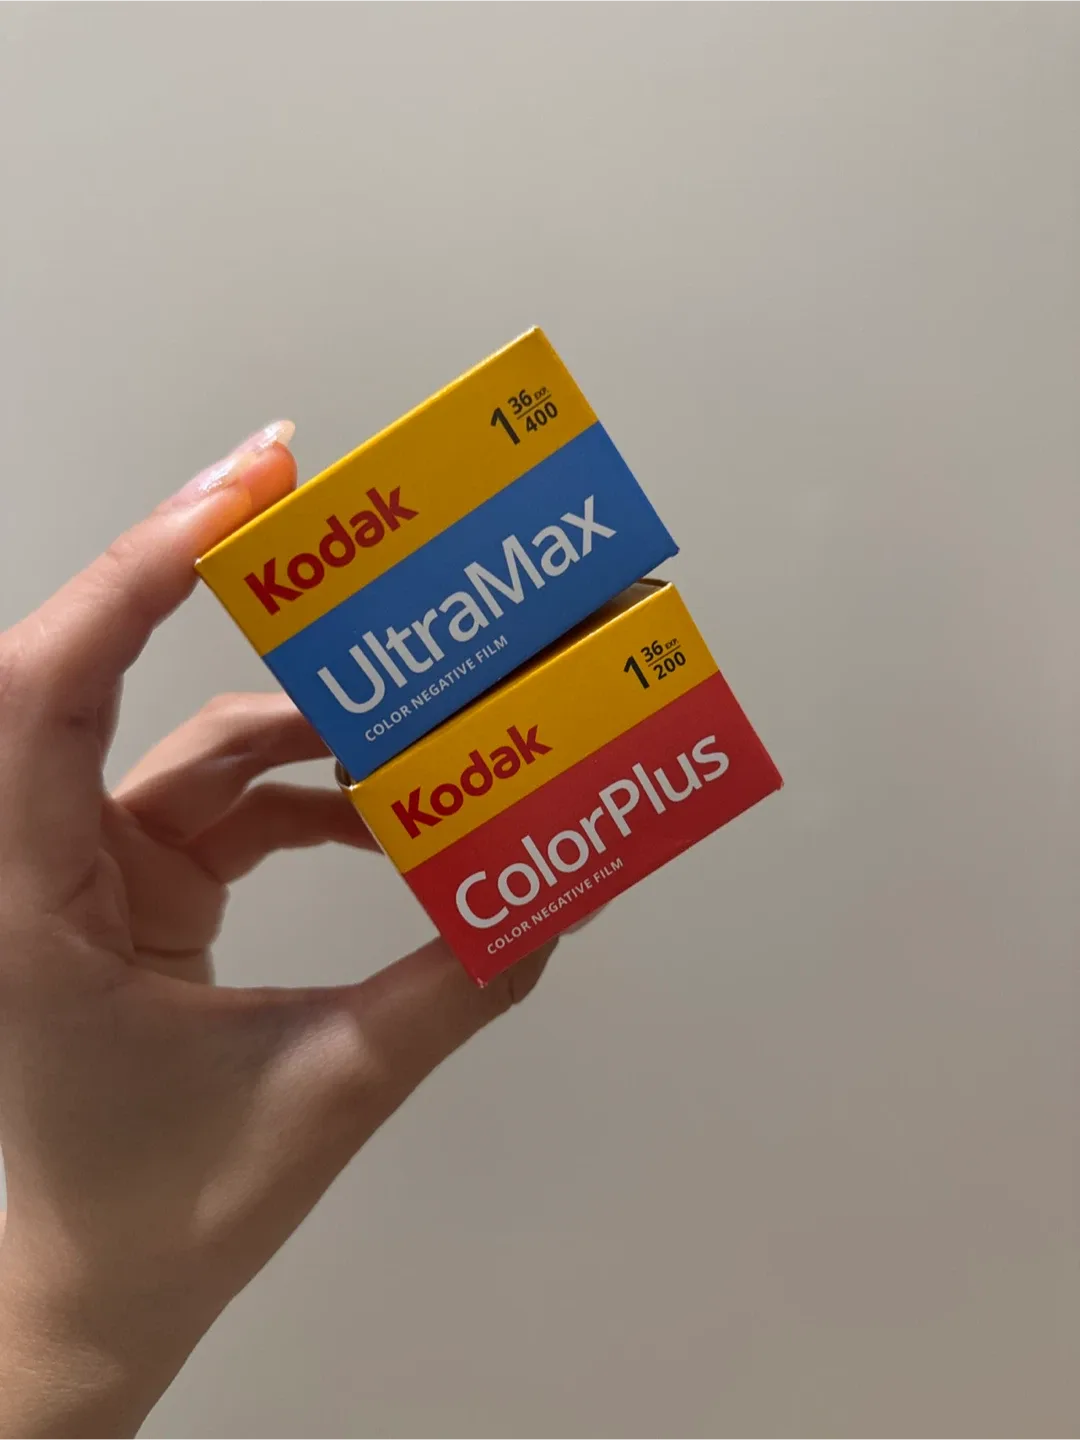 1 36 EXP.
400
Kodak
UltraMax
COLOR NEGATIVE FILM
1 36 EXP.
200
Kodak
ColorPlus
COLOR NEGATIVE FILM